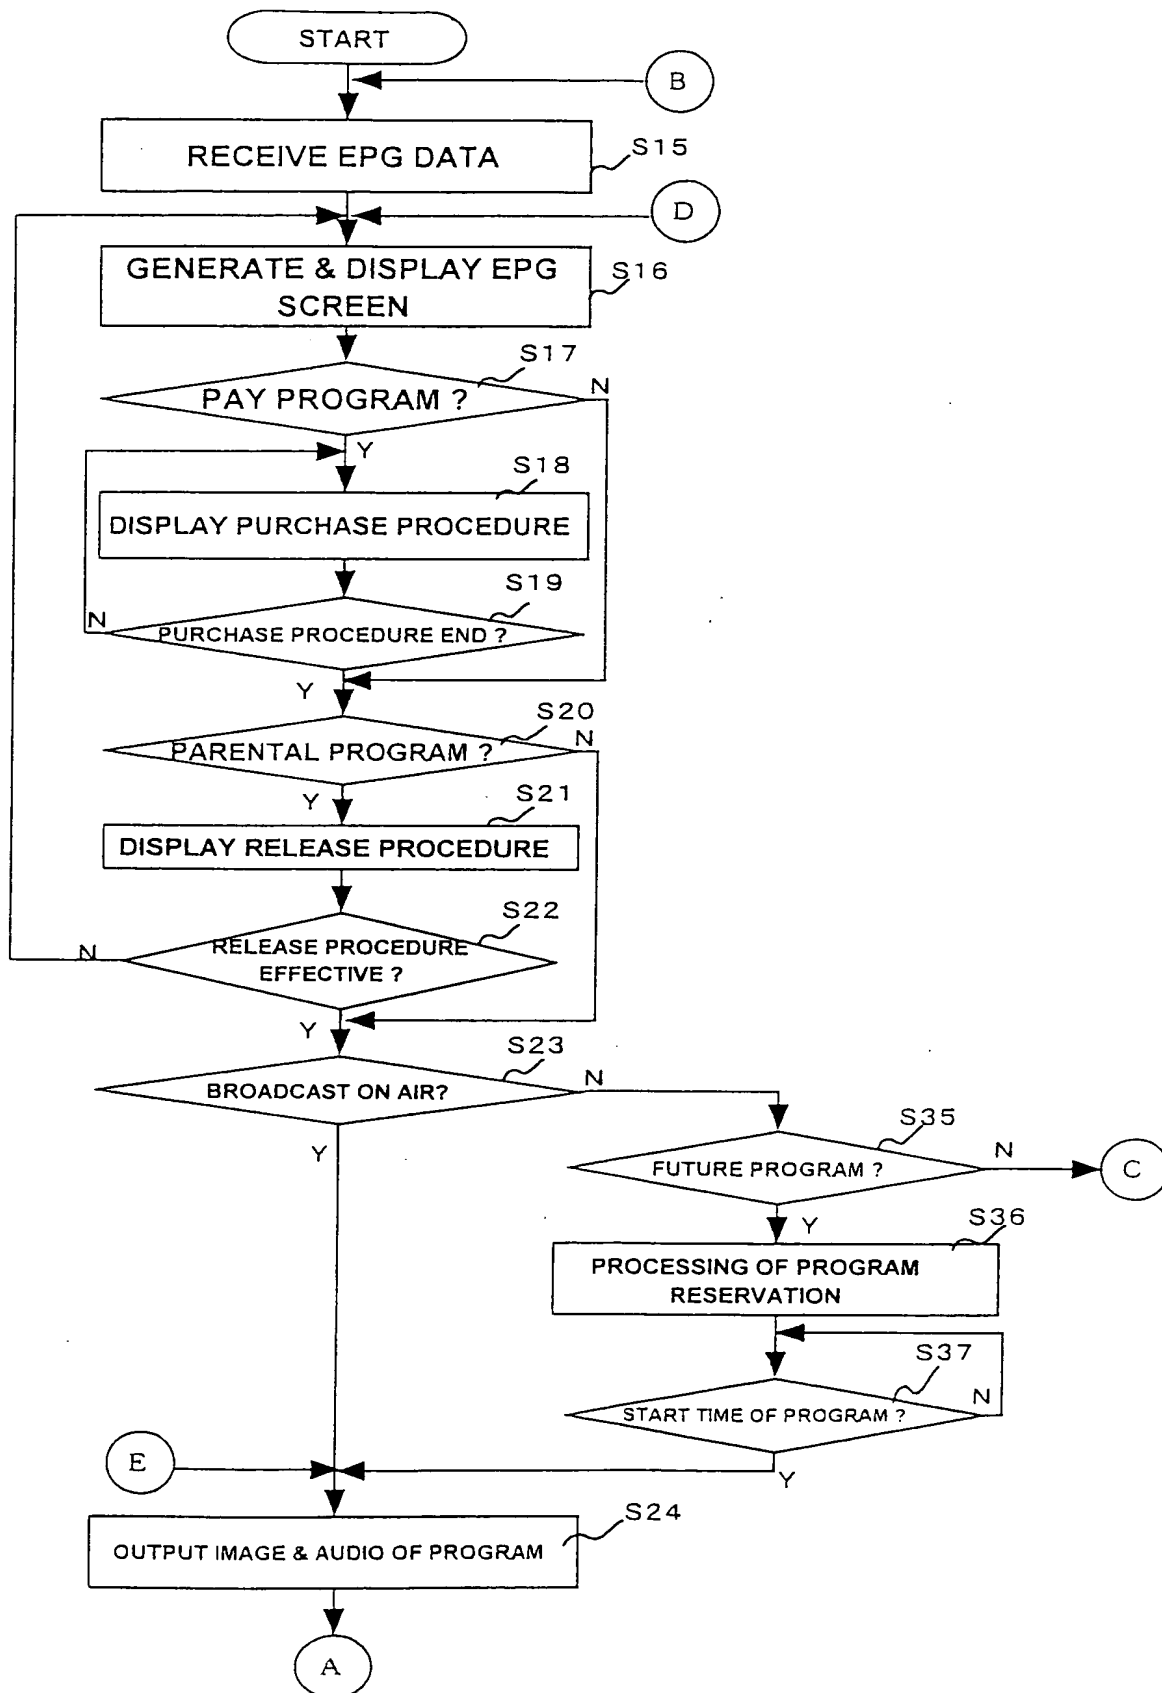 START
B
RECEIVE EPG DATA
S15
D
GENERATE & DISPLAY EPG
SCREEN
S16
S17
PAY PROGRAM ?
N
Y
S18
DISPLAY PURCHASE PROCEDURE
S19
N
PURCHASE PROCEDURE END ?
Y
S20
PARENTAL PROGRAM ?
N
Y
S21
DISPLAY RELEASE PROCEDURE
S22
N
RELEASE PROCEDURE
EFFECTIVE ?
Y
S23
BROADCAST ON AIR?
N
Y
S35
FUTURE PROGRAM ?
N
C
Y
S36
PROCESSING OF PROGRAM
RESERVATION
S37
START TIME OF PROGRAM ?
N
E
Y
S24
OUTPUT IMAGE & AUDIO OF PROGRAM
A